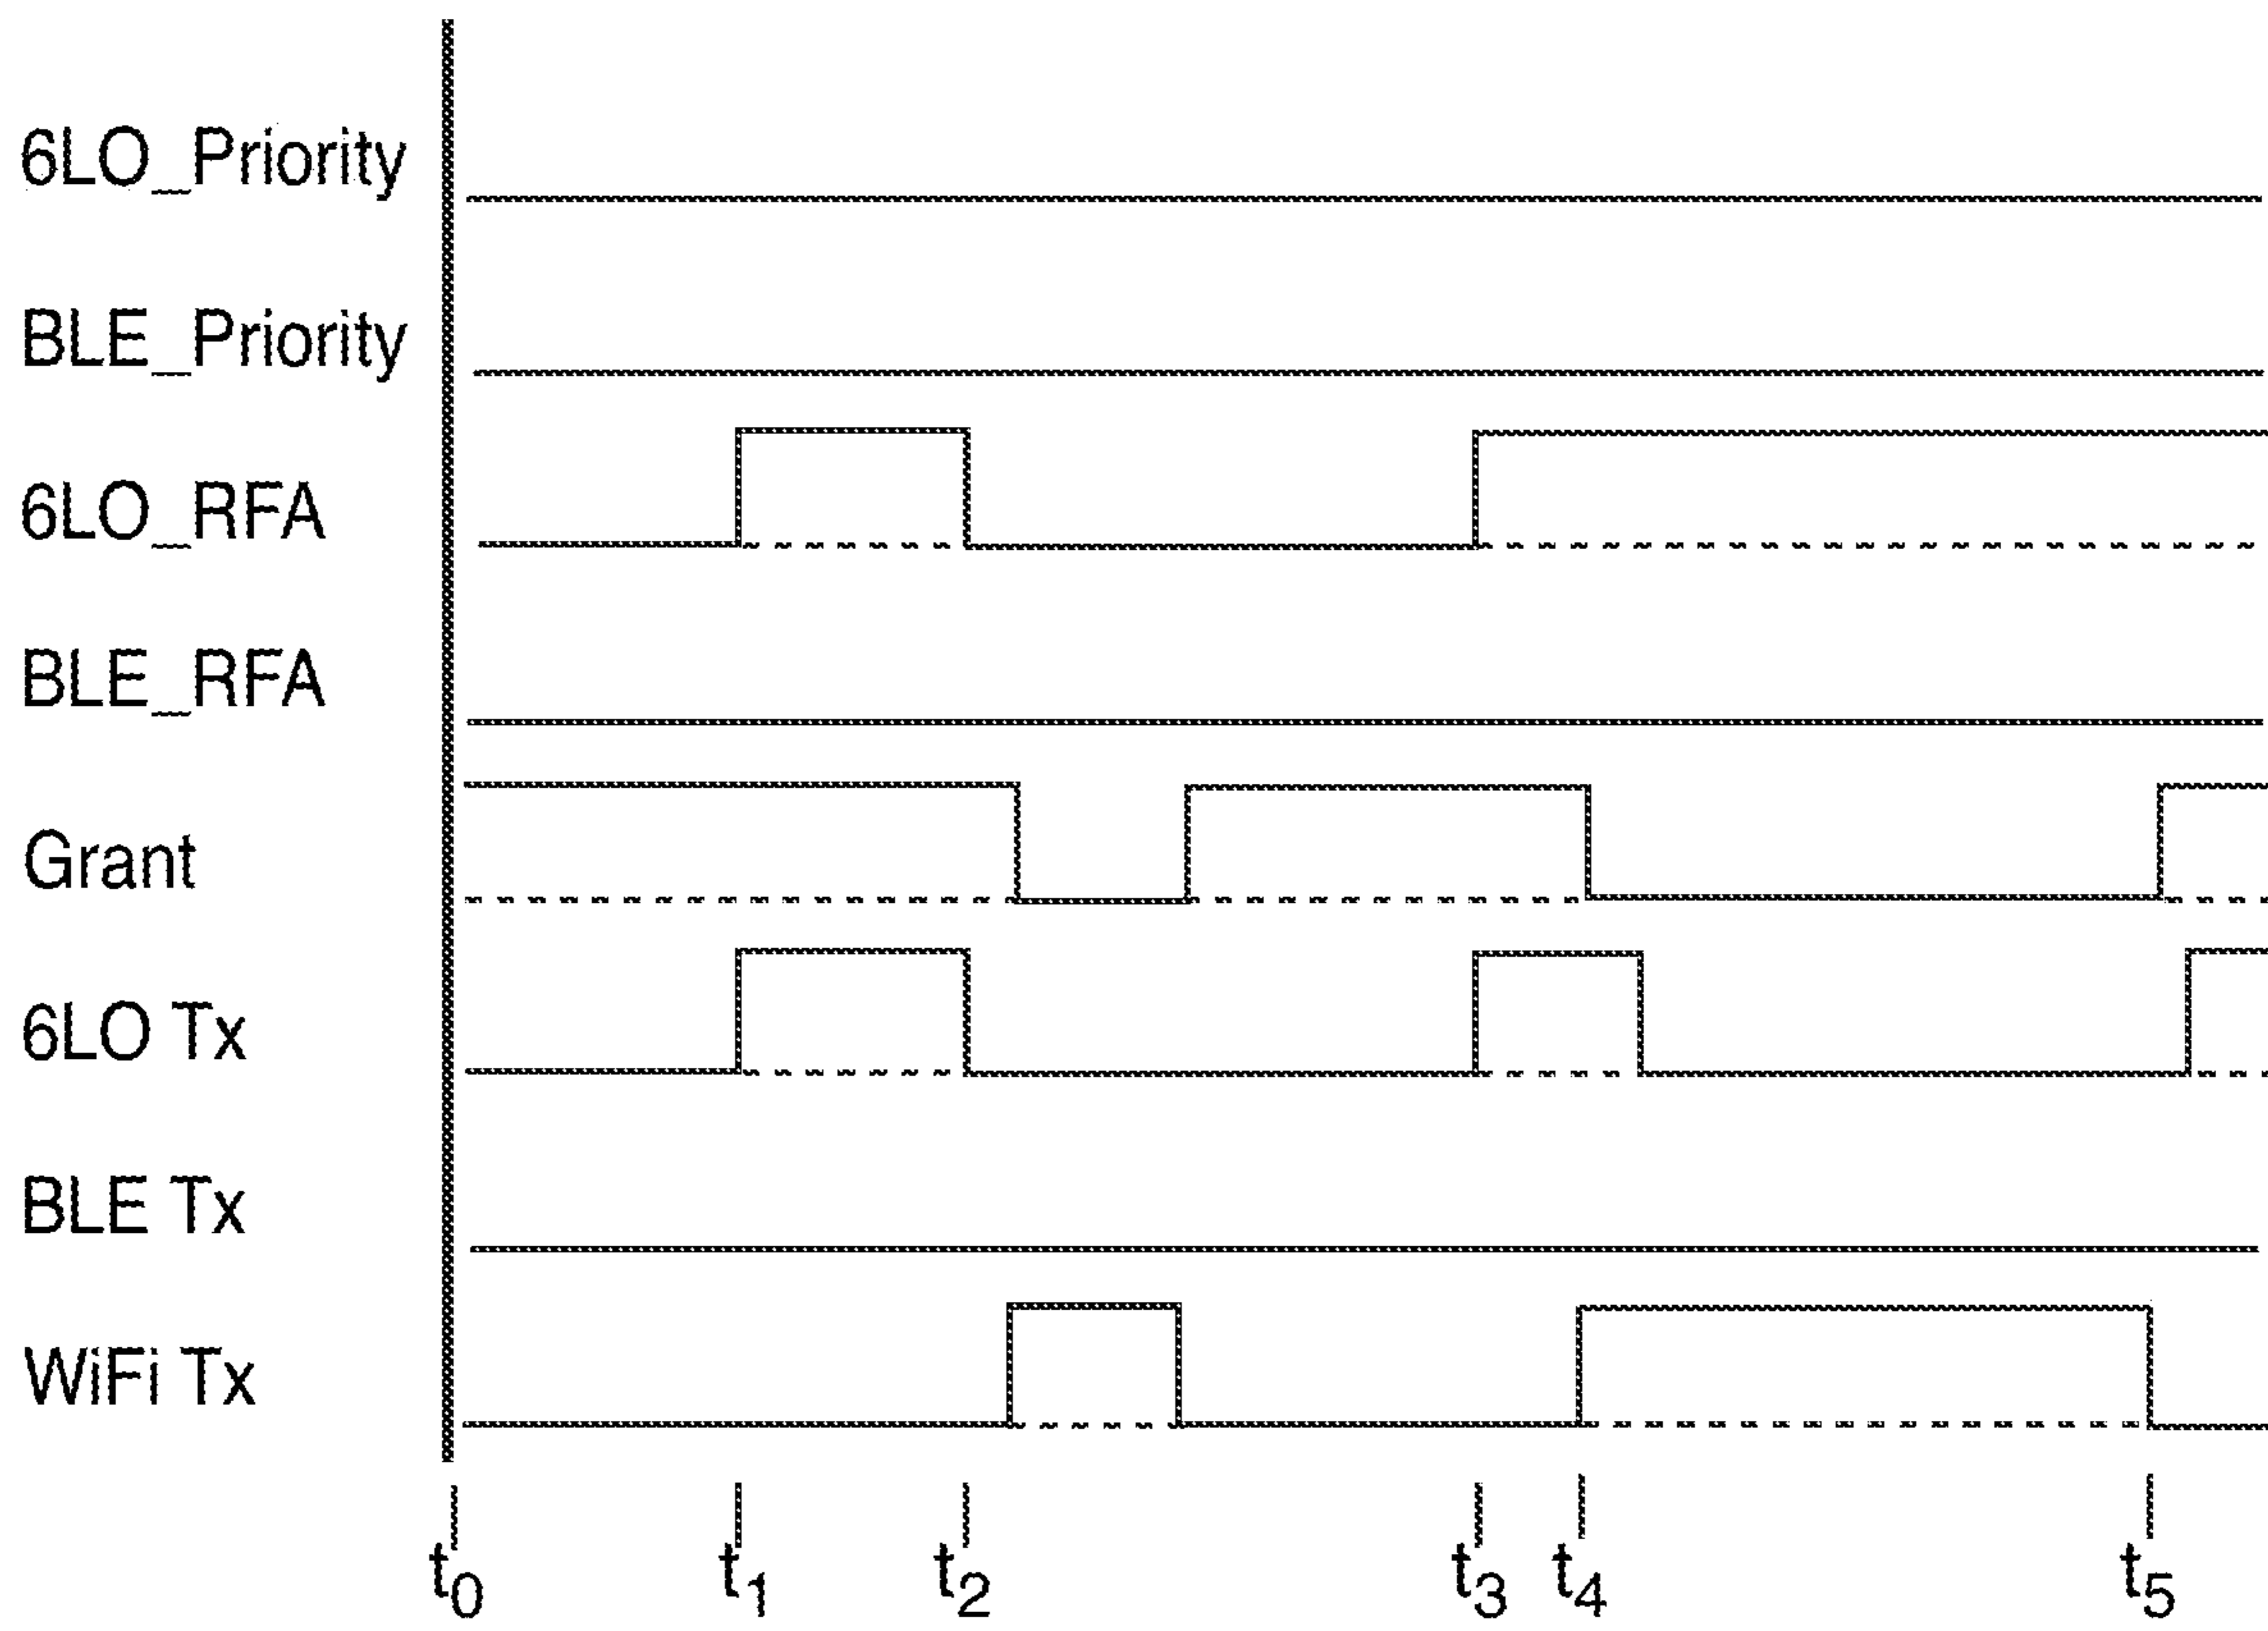 6LO_Priority
BLE_Priority
6LO_RFA
BLE_RFA
Grant
6LO Tx
BLE Tx
WiFi Tx
t0 t1 t2 t3 t4 t5